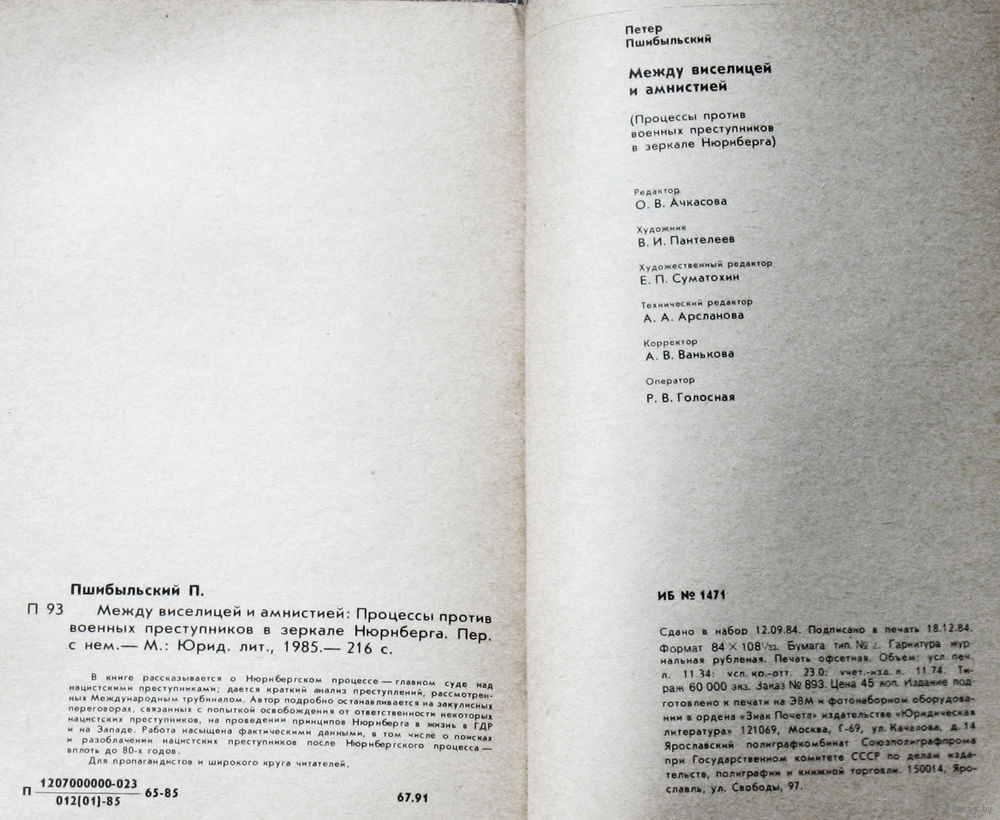 Пшибыльский П.
П 93 Между виселицей и амнистией: Процессы против
военных преступников в зеркале Нюрнберга. Пер.
с нем.— М.: Юрид. лит., 1985.— 216 с.
В книге рассказывается о Нюрнбергском процессе—главном суде над
нацистскими преступниками; дается краткий анализ преступлений, рассмотрен-
ных Международным трубиналом. Автор подробно останавливается на закулисных
переговорах, связанных с попыткой освобождения от ответственности некоторых
нацистских преступников, на проведении принципов Нюрнберга в жизнь в ГДР
и на Западе. Работа насыщена фактическими данными, в том числе о поисках
и разоблачении нацистских преступников после Нюрнбергского процесса—
вплоть до 80-х годов.
Для пропагандистов и широкого круга читателей.
П 1207000000-023 65-85
012(01)-85
67.91
Петер
Пшибыльский
Между виселицей
и амнистией
(Процессы против
военных преступников
в зеркале Нюрнберга)
Редактор
О. В. Ачкасова
Художник
В. И. Пантелеев
Художественный редактор
Е. П. Суматохин
Технический редактор
А. А. Арсланова
Корректор
А. В. Ванькова
Оператор
Р. В. Голосная
ИБ № 1471
Сдано в набор 12.09.84. Подписано в печать 18.12.84.
Формат 84 × 108 1/32. Бумага тип. № 2. Гарнитура жур-
нальная рубленая. Печать офсетная. Объем: усл. печ.
л. 11.34: усл. ко.-отт. 23.0: учет.-изд. л. 11.74. Ти-
раж 60 000 экз. Заказ № 893. Цена 45 коп. Издание под-
готовлено к печати на ЭВМ и фотонаборном оборудова-
нии в ордена «Знак Почета» издательстве «Юридическая
литература» 121069, Москва, Г-69, ул. Качалова, д. 14
Ярославский полиграфкомбинат Союзполиграфпрома
при Государственном комитете СССР по делам изда-
тельств, полиграфии и книжной торговли. 150014, Яро-
славль, ул. Свободы, 97.